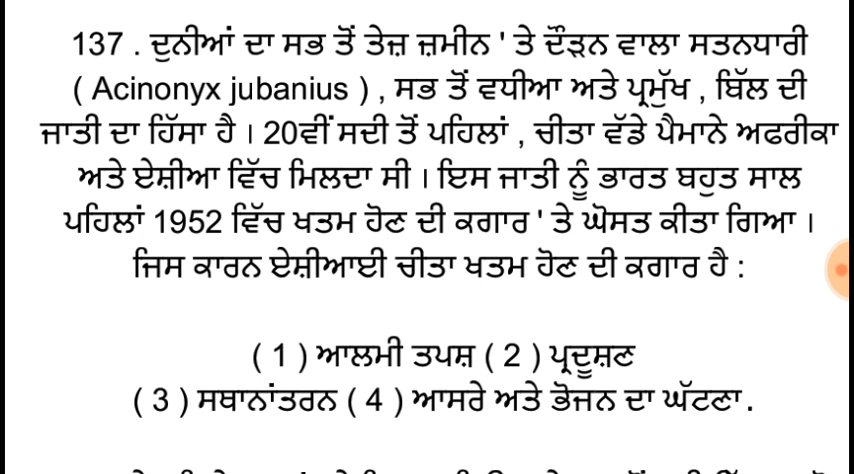 137 . ਦੁਨੀਆਂ ਦਾ ਸਭ ਤੋਂ ਤੇਜ਼ ਜ਼ਮੀਨ ' ਤੇ ਦੌੜਨ ਵਾਲਾ ਸਤਨਧਾਰੀ
( Acinonyx jubanius ) , ਸਭ ਤੋਂ ਵਧੀਆ ਅਤੇ ਪ੍ਰਮੁੱਖ , ਬਿੱਲ ਦੀ
ਜਾਤੀ ਦਾ ਹਿੱਸਾ ਹੈ । 20ਵੀਂ ਸਦੀ ਤੋਂ ਪਹਿਲਾਂ , ਚੀਤਾ ਵੱਡੇ ਪੈਮਾਨੇ ਅਫਰੀਕਾ
ਅਤੇ ਏਸ਼ੀਆ ਵਿੱਚ ਮਿਲਦਾ ਸੀ । ਇਸ ਜਾਤੀ ਨੂੰ ਭਾਰਤ ਬਹੁਤ ਸਾਲ
ਪਹਿਲਾਂ 1952 ਵਿੱਚ ਖਤਮ ਹੋਣ ਦੀ ਕਗਾਰ ' ਤੇ ਘੋਸਤ ਕੀਤਾ ਗਿਆ ।
ਜਿਸ ਕਾਰਨ ਏਸ਼ੀਆਈ ਚੀਤਾ ਖਤਮ ਹੋਣ ਦੀ ਕਗਾਰ ਹੈ :
( 1 ) ਆਲਮੀ ਤਪਸ਼ ( 2 ) ਪ੍ਰਦੂਸ਼ਣ
( 3 ) ਸਥਾਨਾਂਤਰਨ ( 4 ) ਆਸਰੇ ਅਤੇ ਭੋਜਨ ਦਾ ਘੱਟਣਾ .